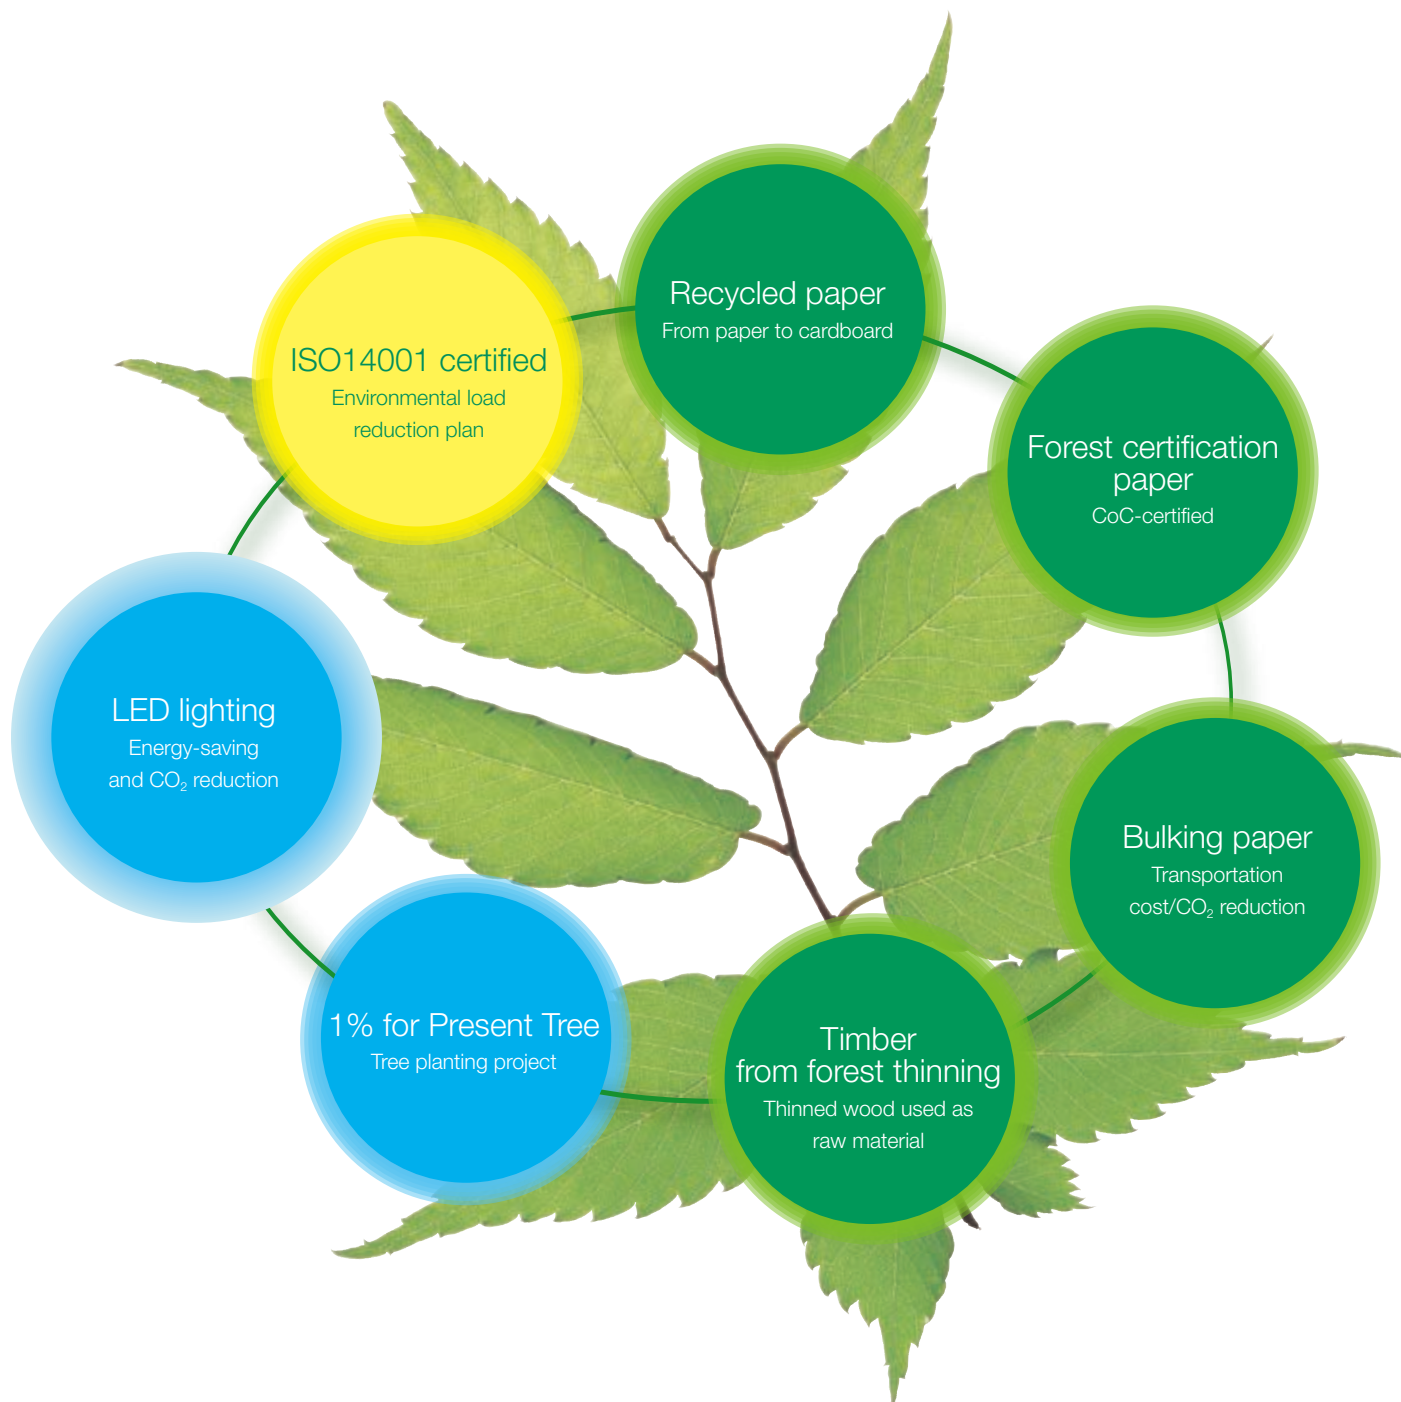 Recycled paper
From paper to cardboard
ISO14001 certified
Environmental load
reduction plan
Forest certification
paper
CoC-certified
LED lighting
Energy-saving
and CO₂ reduction
Bulking paper
Transportation
cost/CO₂ reduction
1% for Present Tree
Tree planting project
Timber
from forest thinning
Thinned wood used as
raw material